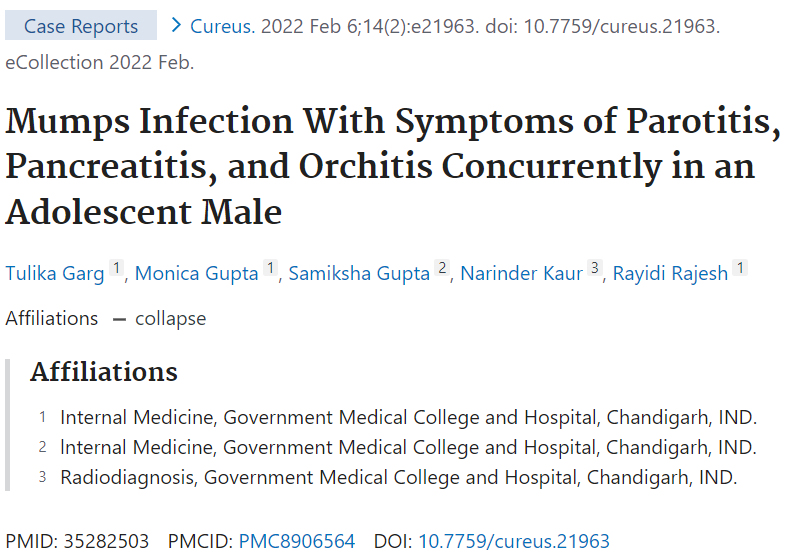 Case Reports > Cureus. 2022 Feb 6;14(2):e21963. doi: 10.7759/cureus.21963.
eCollection 2022 Feb.
Mumps Infection With Symptoms of Parotitis,
Pancreatitis, and Orchitis Concurrently in an
Adolescent Male
Tulika Garg 1, Monica Gupta 1, Samiksha Gupta 2, Narinder Kaur 3, Rayidi Rajesh 1
Affiliations — collapse
Affiliations
1 Internal Medicine, Government Medical College and Hospital, Chandigarh, IND.
2 Internal Medicine, Government Medical College and Hospital, Chandigarh, IND.
3 Radiodiagnosis, Government Medical College and Hospital, Chandigarh, IND.
PMID: 35282503 PMCID: PMC8906564 DOI: 10.7759/cureus.21963